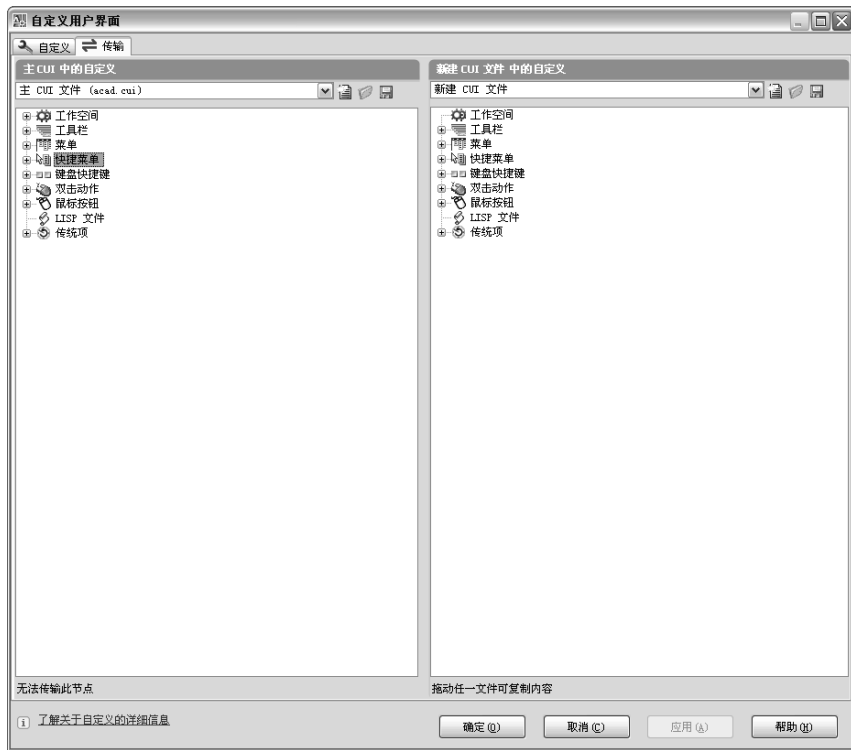 自定义用户界面
自定义 传输
主 CUI 中的自定义
主 CUI 文件 (acad.cui)
工作空间
工具栏
菜单
快捷菜单
键盘快捷键
双击动作
鼠标按钮
LISP 文件
传统项
无法传输此节点
新建 CUI 文件 中的自定义
新建 CUI 文件
工作空间
工具栏
菜单
快捷菜单
键盘快捷键
双击动作
鼠标按钮
LISP 文件
传统项
拖动任一文件可复制内容
了解关于自定义的详细信息
确定(O) 取消(C) 应用(A) 帮助(H)